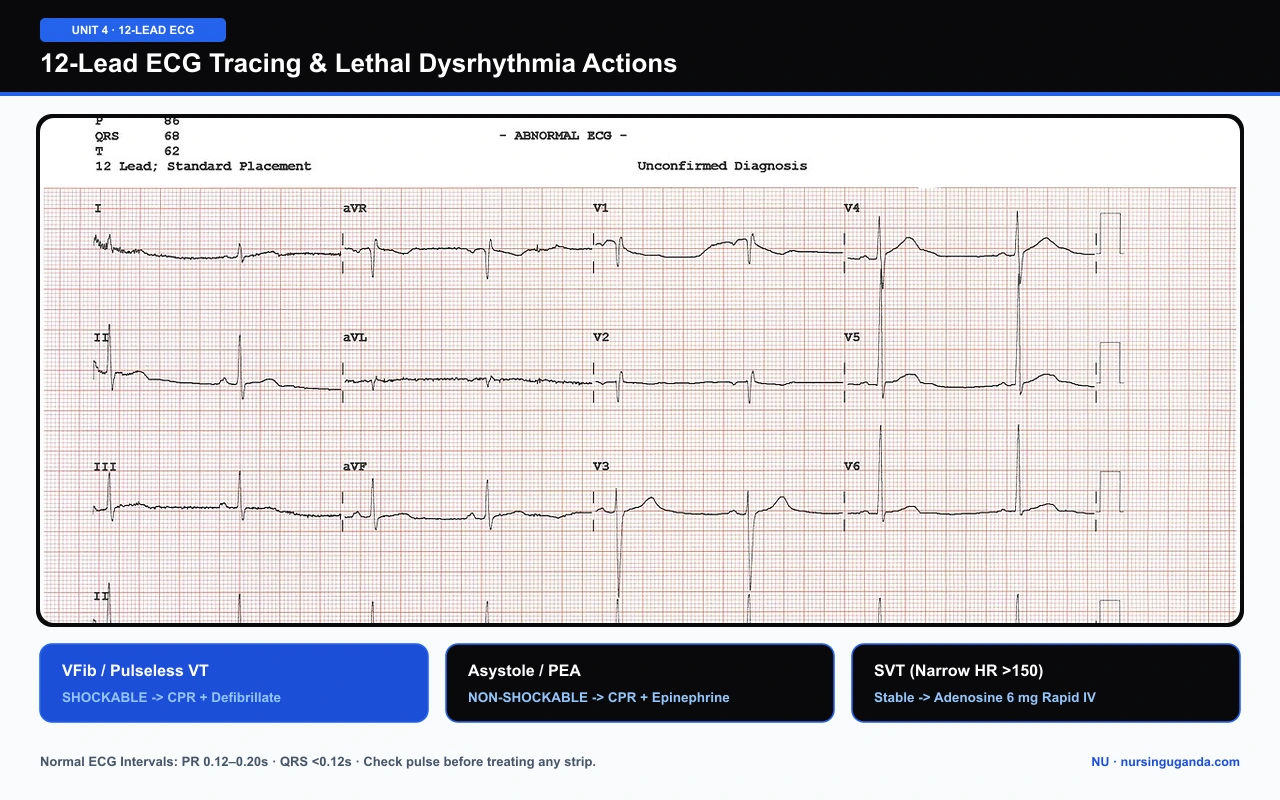 UNIT 4 · 12-LEAD ECG
12-Lead ECG Tracing & Lethal Dysrhythmia Actions
P 86
QRS 68
- ABNORMAL ECG -
T 62
12 Lead; Standard Placement
Unconfirmed Diagnosis
I aVR V1 V4
II aVL V2 V5
III aVF V3 V6
II
VFib / Pulseless VT
SHOCKABLE -> CPR + Defibrillate
Asystole / PEA
NON-SHOCKABLE -> CPR + Epinephrine
SVT (Narrow HR >150)
Stable -> Adenosine 6 mg Rapid IV
Normal ECG Intervals: PR 0.12–0.20s · QRS <0.12s · Check pulse before treating any strip.
NU · nursinguganda.com